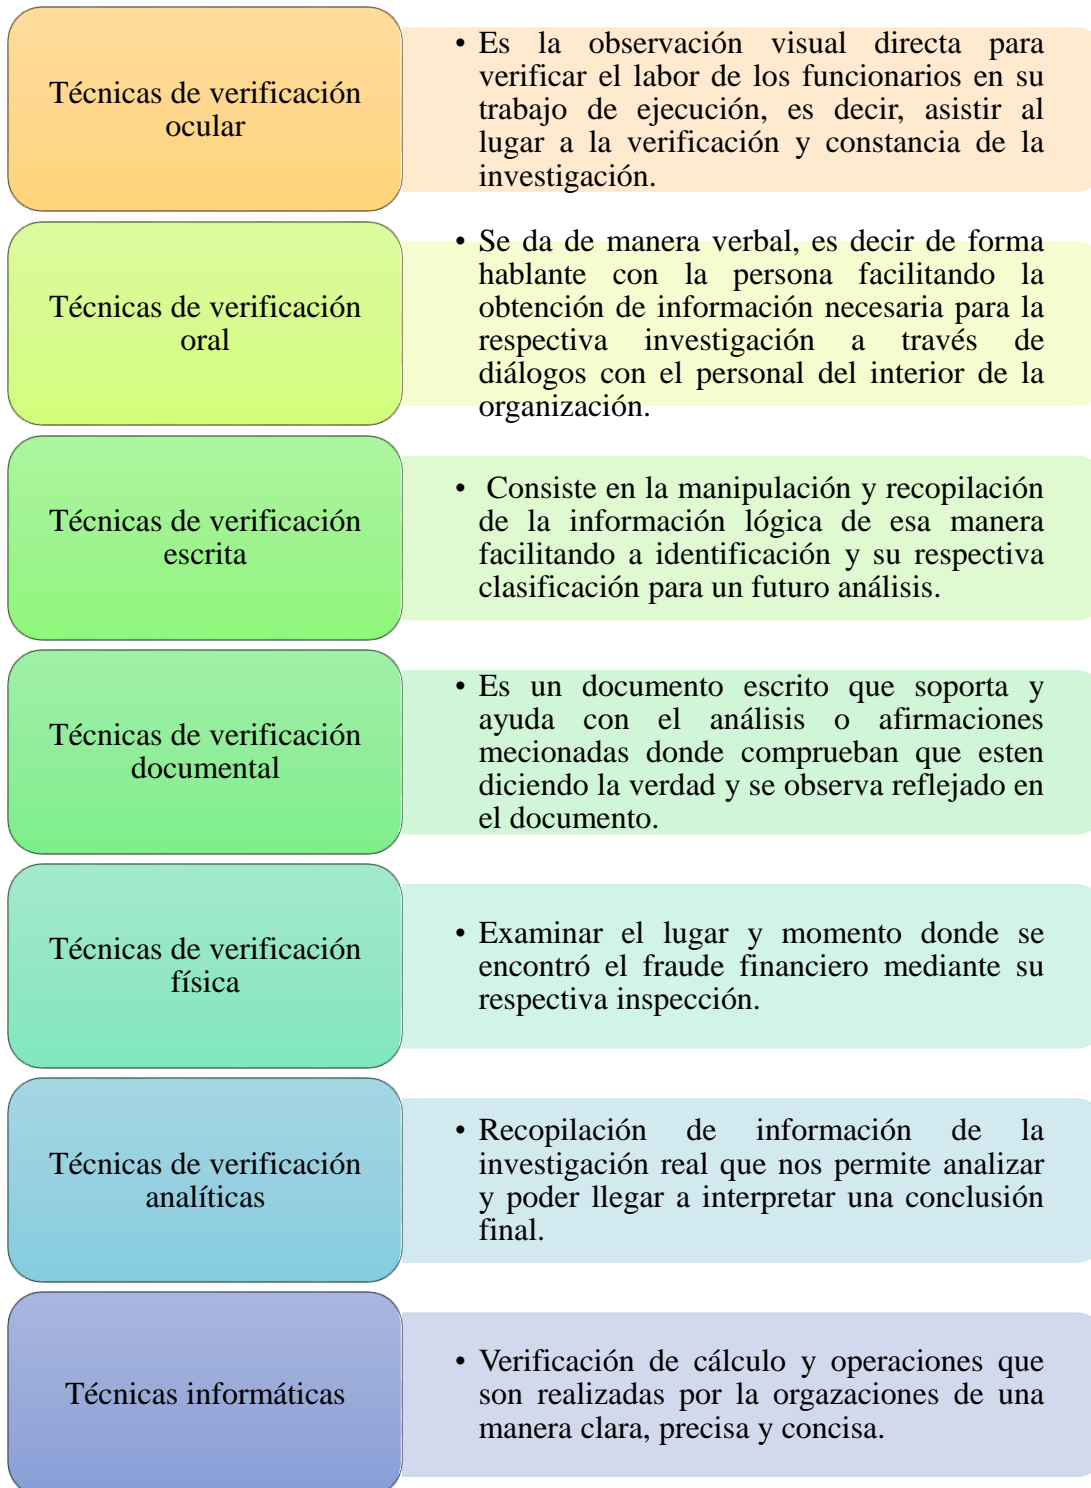 Técnicas de verificación
ocular
• Es la observación visual directa para
verificar el labor de los funcionarios en su
trabajo de ejecución, es decir, asistir al
lugar a la verificación y constancia de la
investigación.
Técnicas de verificación
oral
• Se da de manera verbal, es decir de forma
hablante con la persona facilitando la
obtención de información necesaria para la
respectiva investigación a través de
diálogos con el personal del interior de la
organización.
Técnicas de verificación
escrita
• Consiste en la manipulación y recopilación
de la información lógica de esa manera
facilitando a identificación y su respectiva
clasificación para un futuro análisis.
Técnicas de verificación
documental
• Es un documento escrito que soporta y
ayuda con el análisis o afirmaciones
mecionadas donde comprueban que esten
diciendo la verdad y se observa reflejado en
el documento.
Técnicas de verificación
física
• Examinar el lugar y momento donde se
encontró el fraude financiero mediante su
respectiva inspección.
Técnicas de verificación
analíticas
• Recopilación de información de la
investigación real que nos permite analizar
y poder llegar a interpretar una conclusión
final.
Técnicas informáticas
• Verificación de cálculo y operaciones que
son realizadas por la orgazaciones de una
manera clara, precisa y concisa.